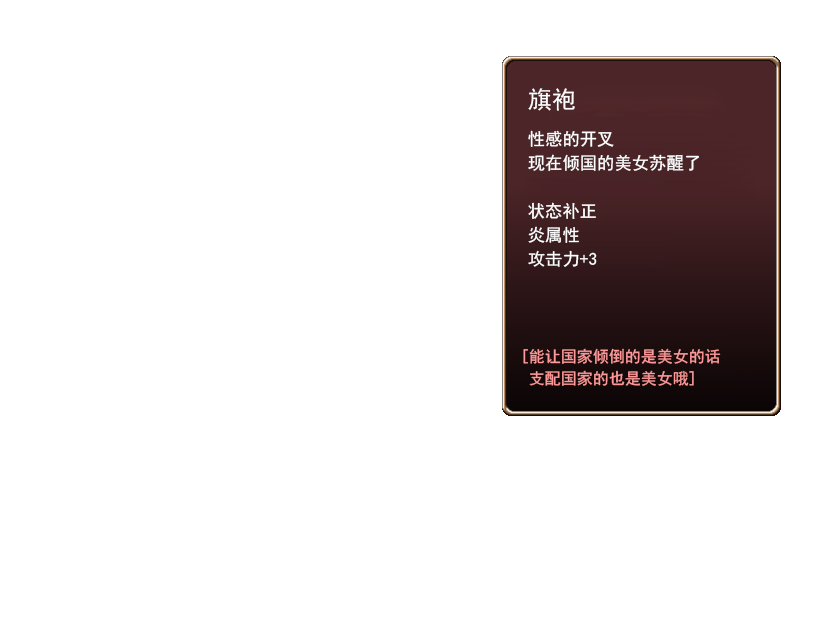 旗袍
性感的开叉
现在倾国的美女苏醒了
状态补正
炎属性
攻击力+3
[能让国家倾倒的是美女的话
支配国家的也是美女哦]